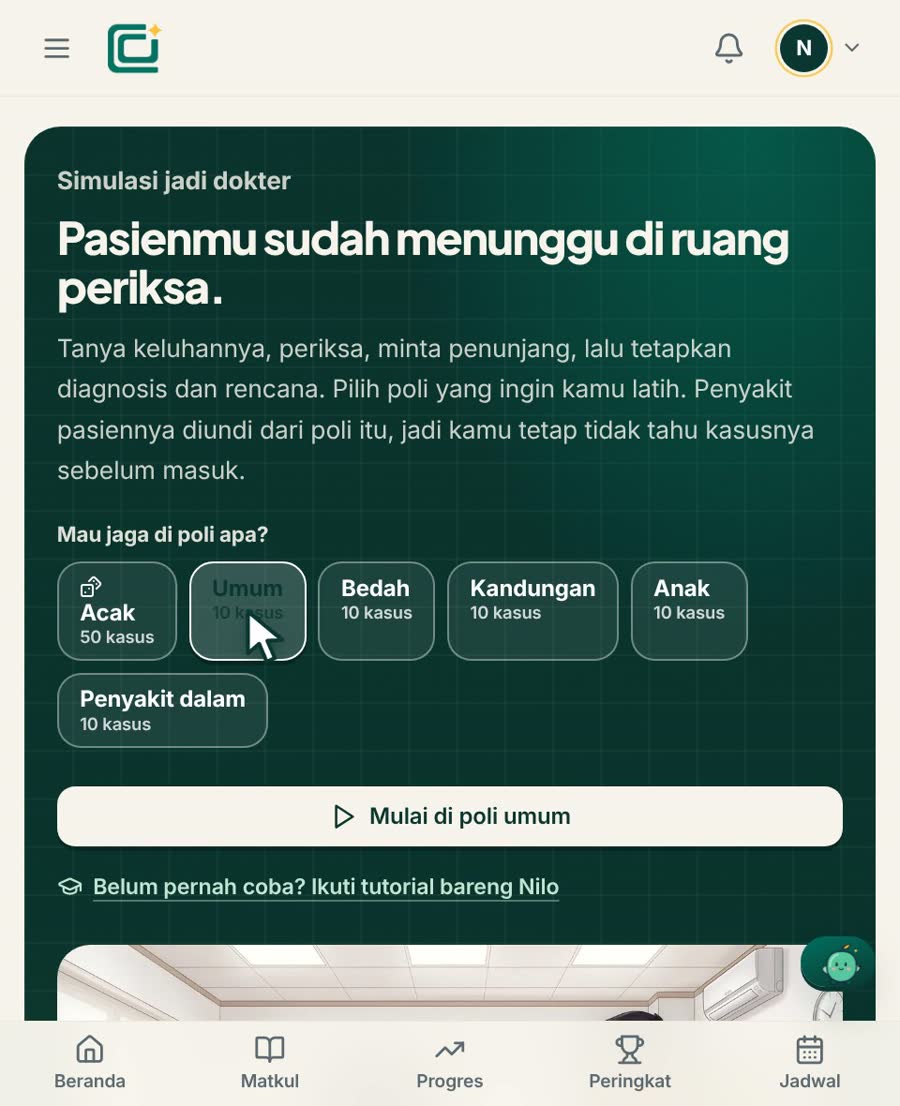 N
Simulasi jadi dokter
Pasienmu sudah menunggu di ruang
periksa.
Tanya keluhannya, periksa, minta penunjang, lalu tetapkan
diagnosis dan rencana. Pilih poli yang ingin kamu latih. Penyakit
pasiennya diundi dari poli itu, jadi kamu tetap tidak tahu kasusnya
sebelum masuk.
Mau jaga di poli apa?
Acak
50 kasus
Umum
10 kasus
Bedah
10 kasus
Kandungan
10 kasus
Anak
10 kasus
Penyakit dalam
10 kasus
Mulai di poli umum
Belum pernah coba? Ikuti tutorial bareng Nilo
Beranda
Matkul
Progres
Peringkat
Jadwal